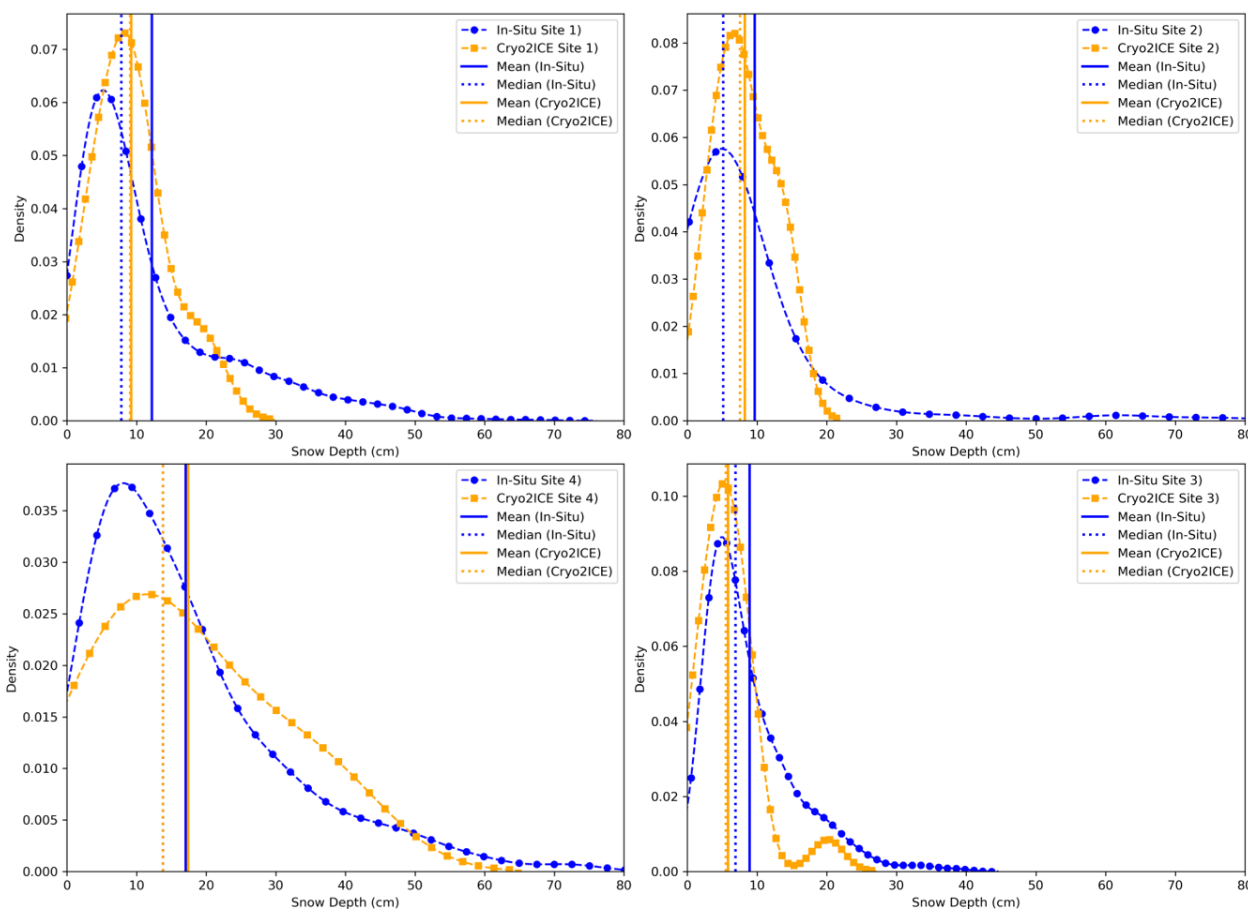 In-Situ Site 1)
Cryo2ICE Site 1)
Mean (In-Situ)
Median (In-Situ)
Mean (Cryo2ICE)
Median (Cryo2ICE)
Density
0.07
0.06
0.05
0.04
0.03
0.02
0.01
0.00
0 10 20 30 40 50 60 70 80
Snow Depth (cm)
In-Situ Site 2)
Cryo2ICE Site 2)
Mean (In-Situ)
Median (In-Situ)
Mean (Cryo2ICE)
Median (Cryo2ICE)
Density
0.08
0.07
0.06
0.05
0.04
0.03
0.02
0.01
0.00
0 10 20 30 40 50 60 70 80
Snow Depth (cm)
In-Situ Site 4)
Cryo2ICE Site 4)
Mean (In-Situ)
Median (In-Situ)
Mean (Cryo2ICE)
Median (Cryo2ICE)
Density
0.035
0.030
0.025
0.020
0.015
0.010
0.005
0.000
0 10 20 30 40 50 60 70 80
Snow Depth (cm)
In-Situ Site 3)
Cryo2ICE Site 3)
Mean (In-Situ)
Median (In-Situ)
Mean (Cryo2ICE)
Median (Cryo2ICE)
Density
0.10
0.08
0.06
0.04
0.02
0.00
0 10 20 30 40 50 60 70 80
Snow Depth (cm)